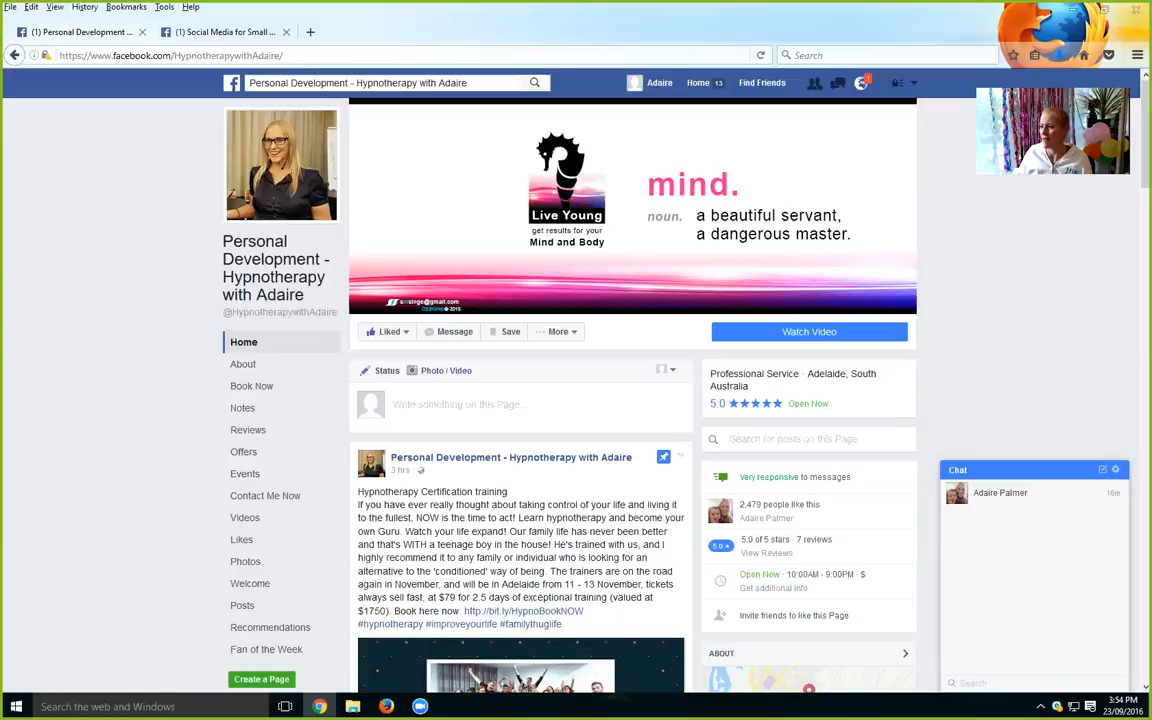 File Edit View History Bookmarks Tools Help
(1) Personal Development ...
(1) Social Media for Small ...
https://www.facebook.com/HypnotherapywithAdaire/
Search
Personal Development - Hypnotherapy with Adaire
Adaire Home 13 Find Friends
Personal
Development -
Hypnotherapy
with Adaire
@HypnotherapywithAdaire
Home
About
Book Now
Notes
Reviews
Offers
Events
Contact Me Now
Videos
Likes
Photos
Welcome
Posts
Recommendations
Fan of the Week
Create a Page
Live Young
get results for your
Mind and Body
mind.
noun. a beautiful servant,
a dangerous master.
Liked Message Save ··· More
Watch Video
Status Photo / Video
Write something on this Page...
Personal Development - Hypnotherapy with Adaire
3 hrs ·
Hypnotherapy Certification training
If you have ever really thought about taking control of your life and living it
to the fullest, NOW is the time to act! Learn hypnotherapy and become your
own Guru. Watch your life expand! Our family life has never been better
and that's WITH a teenage boy in the house! He's trained with us, and I
highly recommend it to any family or individual who is looking for an
alternative to the 'conditioned' way of being. The trainers are on the road
again in November, and will be in Adelaide from 11 - 13 November, tickets
always sell fast, at $79 for 2.5 days of exceptional training (valued at
$1750). Book here now: http://bit.ly/HypnoBookNOW
#hypnotherapy #improveyourlife #familythuglife
Professional Service · Adelaide, South
Australia
5.0 ★★★★★ Open Now
Search for posts on this Page
Very responsive to messages
2,479 people like this
Adaire Palmer
5.0 ★
5.0 of 5 stars · 7 reviews
View Reviews
Open Now · 10:00AM - 9:00PM · $
Get additional info
Invite friends to like this Page
ABOUT
Chat
Adaire Palmer 16m
Search
Search the web and Windows
3:54 PM
23/09/2016